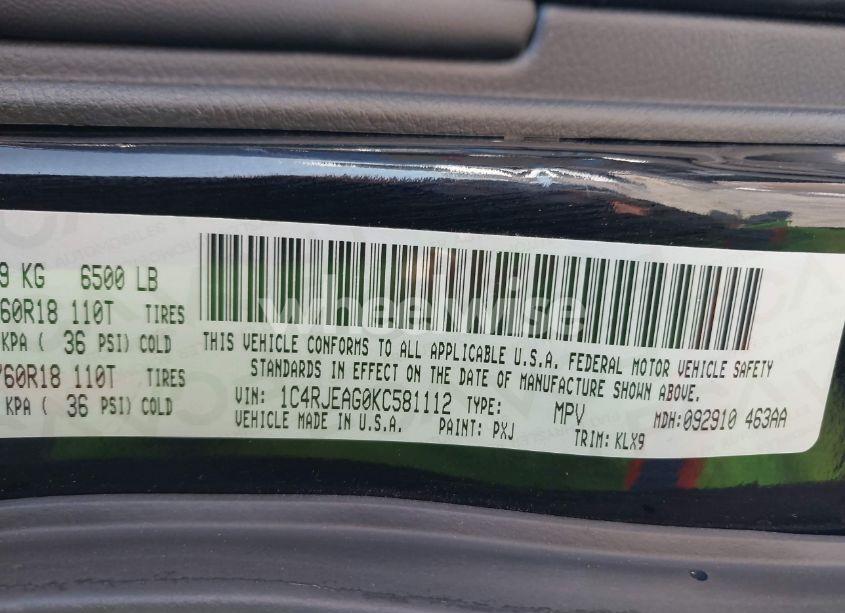 9 KG 6500 LB
60R18 110T TIRES
KPA ( 36 PSI) COLD
/60R18 110T TIRES
KPA ( 36 PSI) COLD
THIS VEHICLE CONFORMS TO ALL APPLICABLE U.S.A. FEDERAL MOTOR VEHICLE SAFETY
STANDARDS IN EFFECT ON THE DATE OF MANUFACTURE SHOWN ABOVE.
VIN: 1C4RJEAG0KC581112 TYPE: MPV MDH:092910 463AA
VEHICLE MADE IN U.S.A. PAINT: PXJ TRIM: KLX9
wheelwise